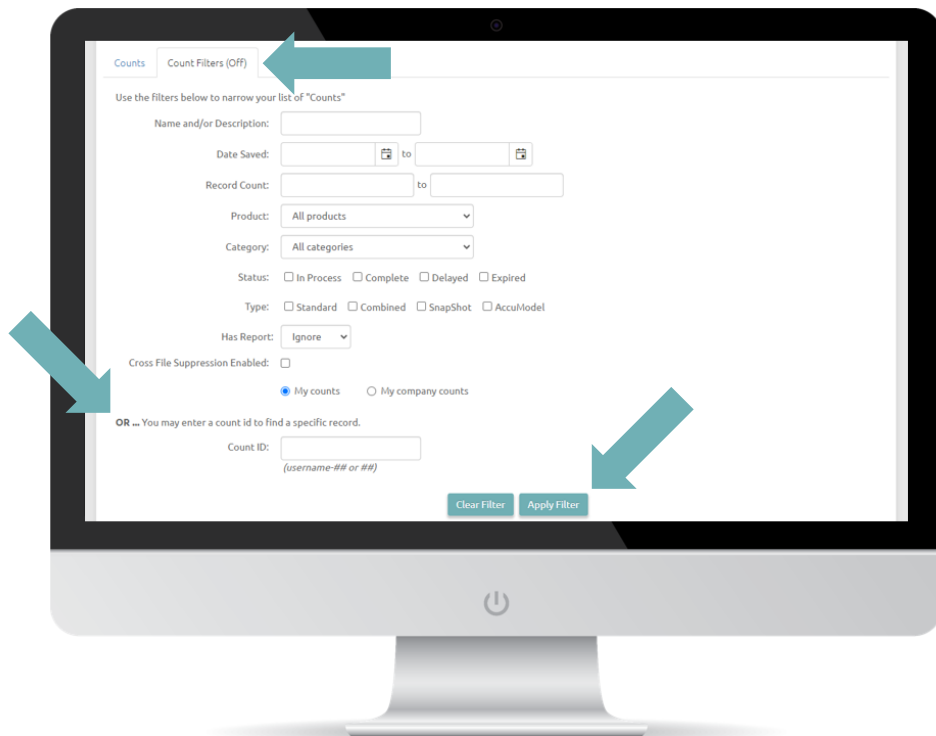 Counts Count Filters (Off)
Use the filters below to narrow your list of "Counts"
Name and/or Description:
Date Saved: to
Record Count: to
Product: All products
Category: All categories
Status: In Process Complete Delayed Expired
Type: Standard Combined SnapShot AccuModel
Has Report: Ignore
Cross File Suppression Enabled:
My counts My company counts
OR ... You may enter a count id to find a specific record.
Count ID:
(username-## or ##)
Clear Filter Apply Filter